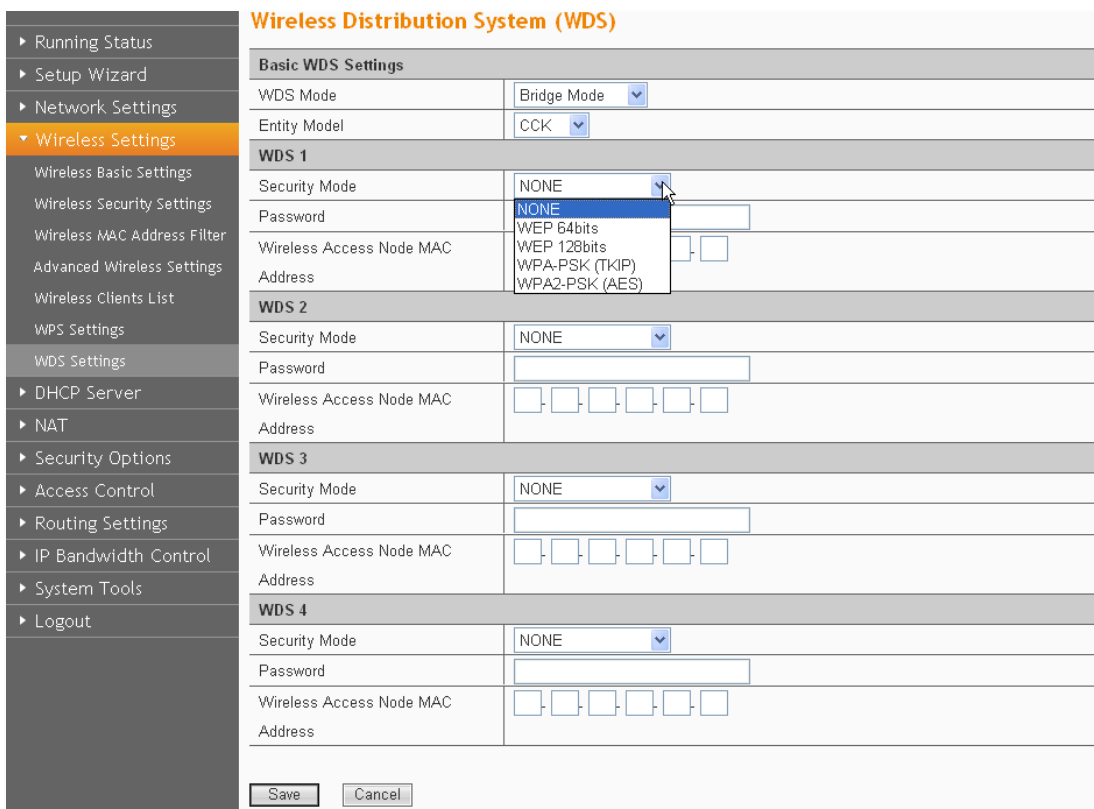 Running Status
Setup Wizard
Network Settings
Wireless Settings
Wireless Basic Settings
Wireless Security Settings
Wireless MAC Address Filter
Advanced Wireless Settings
Wireless Clients List
WPS Settings
WDS Settings
DHCP Server
NAT
Security Options
Access Control
Routing Settings
IP Bandwidth Control
System Tools
Logout
Wireless Distribution System (WDS)
Basic WDS Settings
WDS Mode Bridge Mode
Entity Model CCK
WDS 1
Security Mode NONE
NONE
WEP 64bits
WEP 128bits
WPA-PSK (TKIP)
WPA2-PSK (AES)
Password
Wireless Access Node MAC
Address
WDS 2
Security Mode NONE
Password
Wireless Access Node MAC
Address
WDS 3
Security Mode NONE
Password
Wireless Access Node MAC
Address
WDS 4
Security Mode NONE
Password
Wireless Access Node MAC
Address
Save Cancel